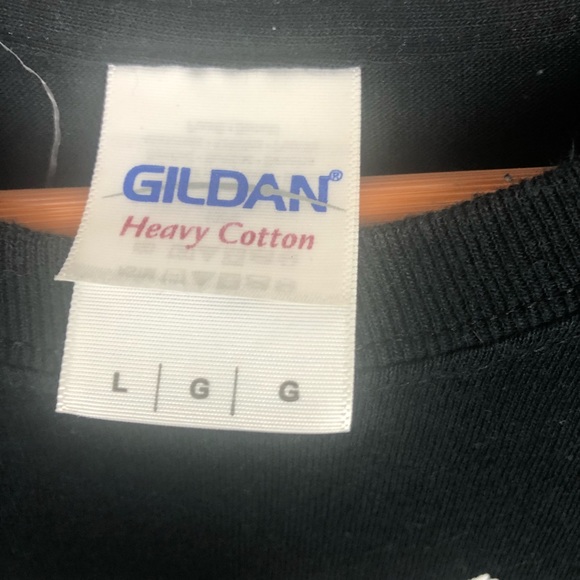 GILDAN®
Heavy Cotton
L | G | G